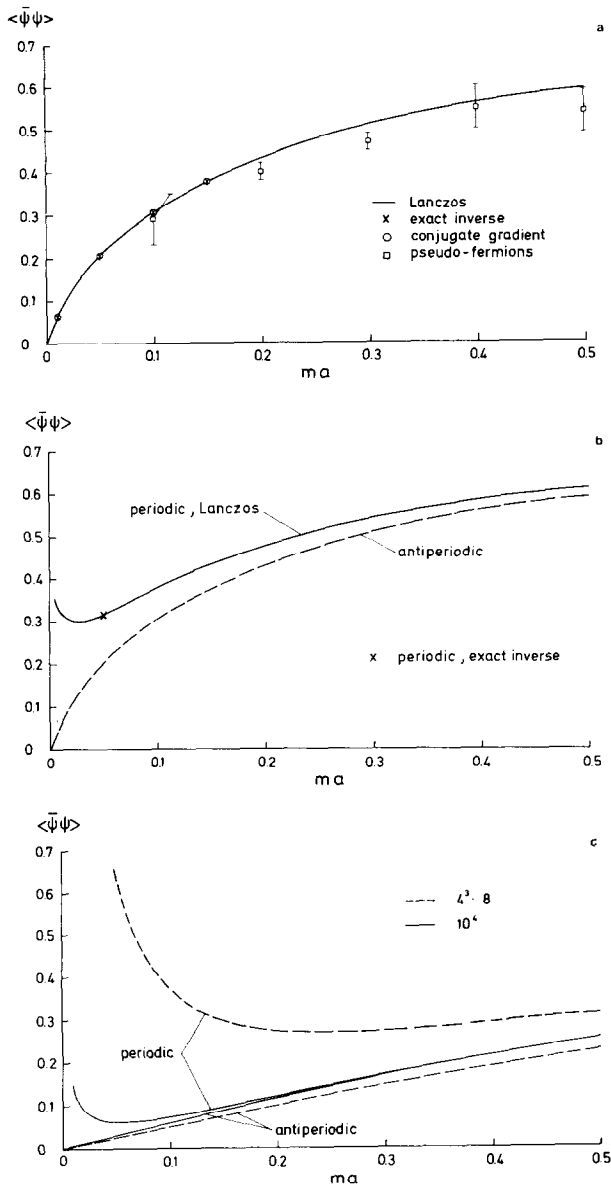 <ψ̄ψ>
a
0.7
0.6
0.5
0.4
0.3
0.2
0.1
0
— Lanczos
x exact inverse
○ conjugate gradient
□ pseudo-fermions
0 0.1 0.2 0.3 0.4 0.5
m a
<ψ̄ψ>
b
0.7
0.6
0.5
0.4
0.3
0.2
0.1
0
periodic , Lanczos
antiperiodic
x periodic , exact inverse
0 0.1 0.2 0.3 0.4 0.5
m a
<ψ̄ψ>
c
0.7
0.6
0.5
0.4
0.3
0.2
0.1
0
--- 4³· 8
— 10⁴
periodic
antiperiodic
0 0.1 0.2 0.3 0.4 0.5
m a